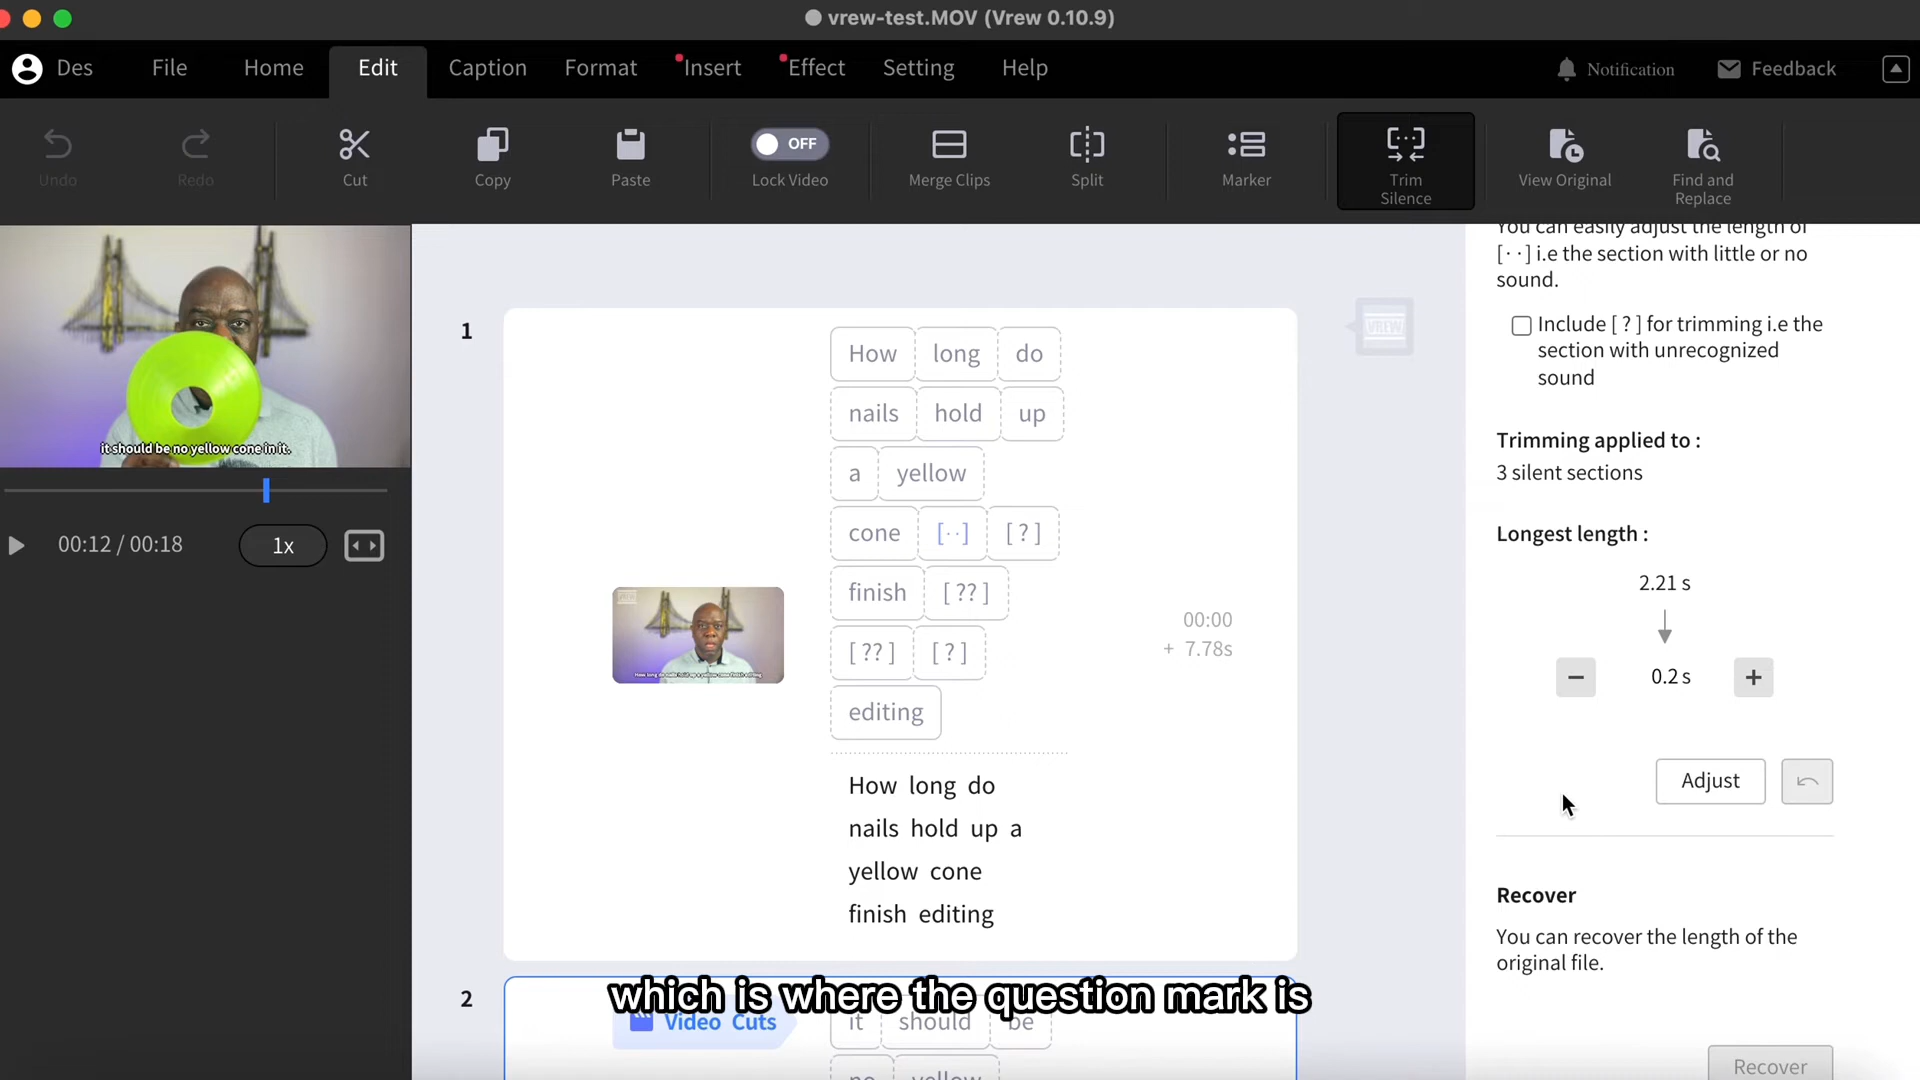 vrew-test.MOV (Vrew 0.10.9)
Des File Home Edit Caption Format Insert Effect Setting Help Notification Feedback
Undo Redo Cut Copy Paste OFF Lock Video Merge Clips Split Marker Trim Silence View Original Find and Replace
it should be no yellow cone in it.
00:12 / 00:18 1x
1
How long do
nails hold up
a yellow
cone [··] [ ? ]
finish [ ?? ]
[ ?? ] [ ? ]
editing
00:00
+ 7.78s
VREW
How long do
nails hold up a
yellow cone
finish editing
2
Video Cuts
it should be
no yellow
which is where the question mark is
You can easily adjust the length of
[··] i.e the section with little or no
sound.
Include [ ? ] for trimming i.e the
section with unrecognized
sound
Trimming applied to :
3 silent sections
Longest length :
2.21 s
0.2 s
Adjust
Recover
You can recover the length of the
original file.
Recover